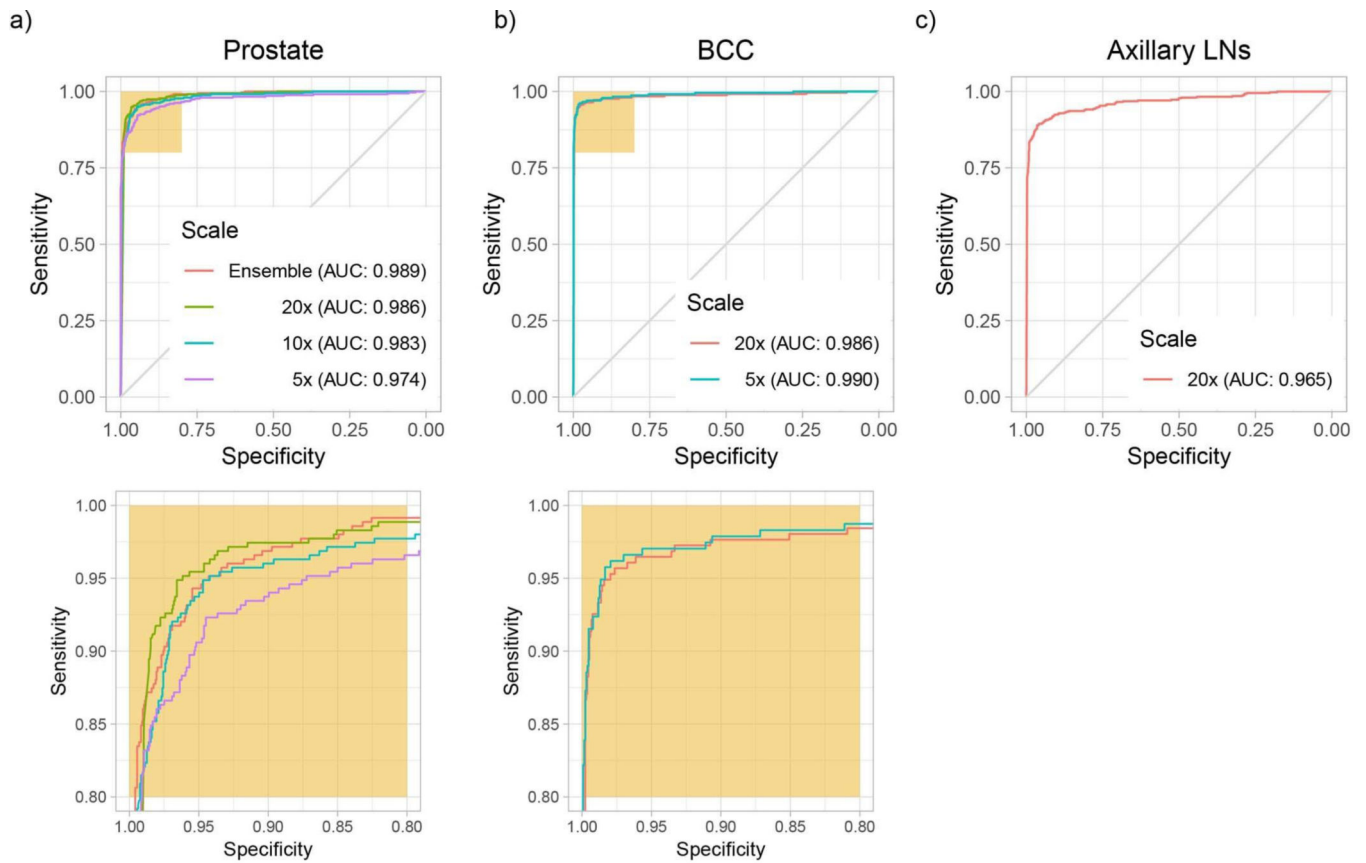 a)
Prostate
1.00
0.75
0.50
0.25
0.00
Sensitivity
Scale
Ensemble (AUC: 0.989)
20x (AUC: 0.986)
10x (AUC: 0.983)
5x (AUC: 0.974)
1.00 0.75 0.50 0.25 0.00
Specificity
b)
BCC
1.00
0.75
0.50
0.25
0.00
Sensitivity
Scale
20x (AUC: 0.986)
5x (AUC: 0.990)
1.00 0.75 0.50 0.25 0.00
Specificity
c)
Axillary LNs
1.00
0.75
0.50
0.25
0.00
Sensitivity
Scale
20x (AUC: 0.965)
1.00 0.75 0.50 0.25 0.00
Specificity
1.00
0.95
0.90
0.85
0.80
Sensitivity
1.00 0.95 0.90 0.85 0.80
Specificity
1.00
0.95
0.90
0.85
0.80
Sensitivity
1.00 0.95 0.90 0.85 0.80
Specificity